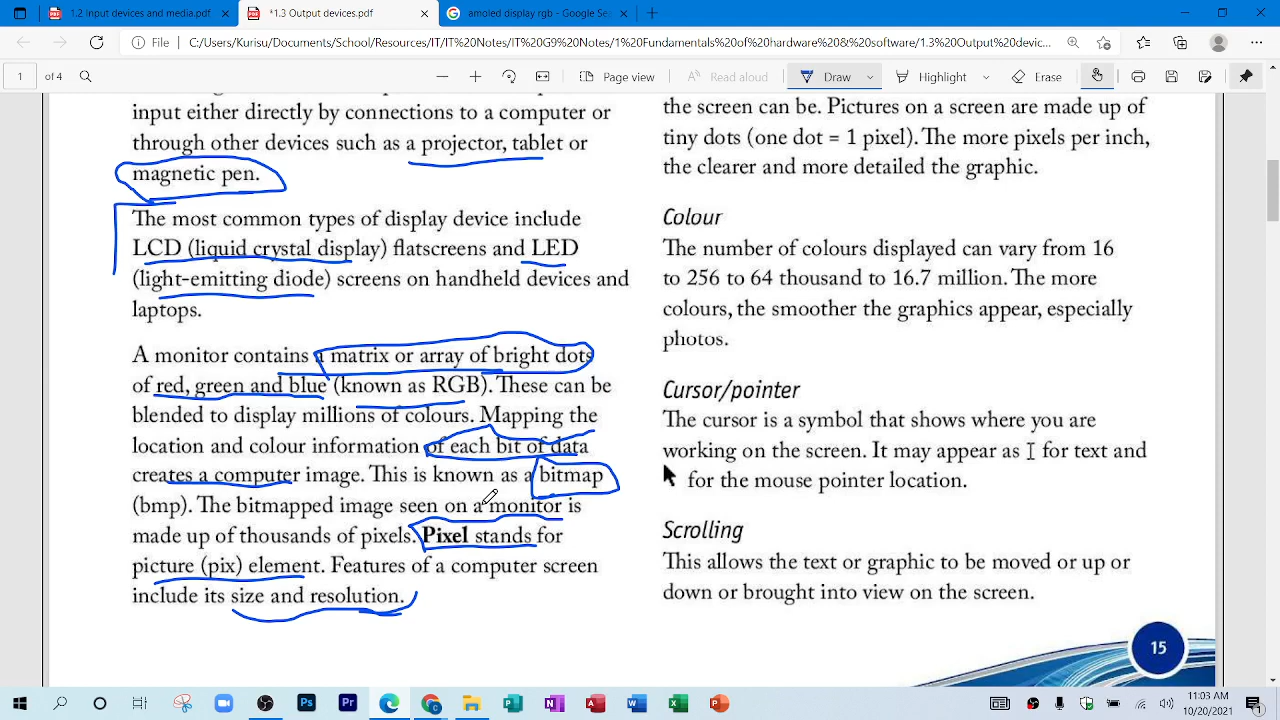 1.2 Input devices and media.pdf
*1.3 Output devices.pdf
amoled display rgb - Google Sea
File
C:/Users/Kurisu/Documents/School/Resources/IT/IT%20Notes/IT%20G9%20Notes/1%20Fundamentals%20of%20hardware%20&%20software/1.3%20Output%20devic...
1
of 4
Page view
Read aloud
Draw
Highlight
Erase
input either directly by connections to a computer or
through other devices such as a projector, tablet or
magnetic pen.
The most common types of display device include
LCD (liquid crystal display) flatscreens and LED
(light-emitting diode) screens on handheld devices and
laptops.
A monitor contains a matrix or array of bright dots
of red, green and blue (known as RGB). These can be
blended to display millions of colours. Mapping the
location and colour information of each bit of data
creates a computer image. This is known as a bitmap
(bmp). The bitmapped image seen on a monitor is
made up of thousands of pixels. Pixel stands for
picture (pix) element. Features of a computer screen
include its size and resolution.
the screen can be. Pictures on a screen are made up of
tiny dots (one dot = 1 pixel). The more pixels per inch,
the clearer and more detailed the graphic.
Colour
The number of colours displayed can vary from 16
to 256 to 64 thousand to 16.7 million. The more
colours, the smoother the graphics appear, especially
photos.
Cursor/pointer
The cursor is a symbol that shows where you are
working on the screen. It may appear as I for text and
for the mouse pointer location.
Scrolling
This allows the text or graphic to be moved or up or
down or brought into view on the screen.
15
11:03 AM
10/20/2021